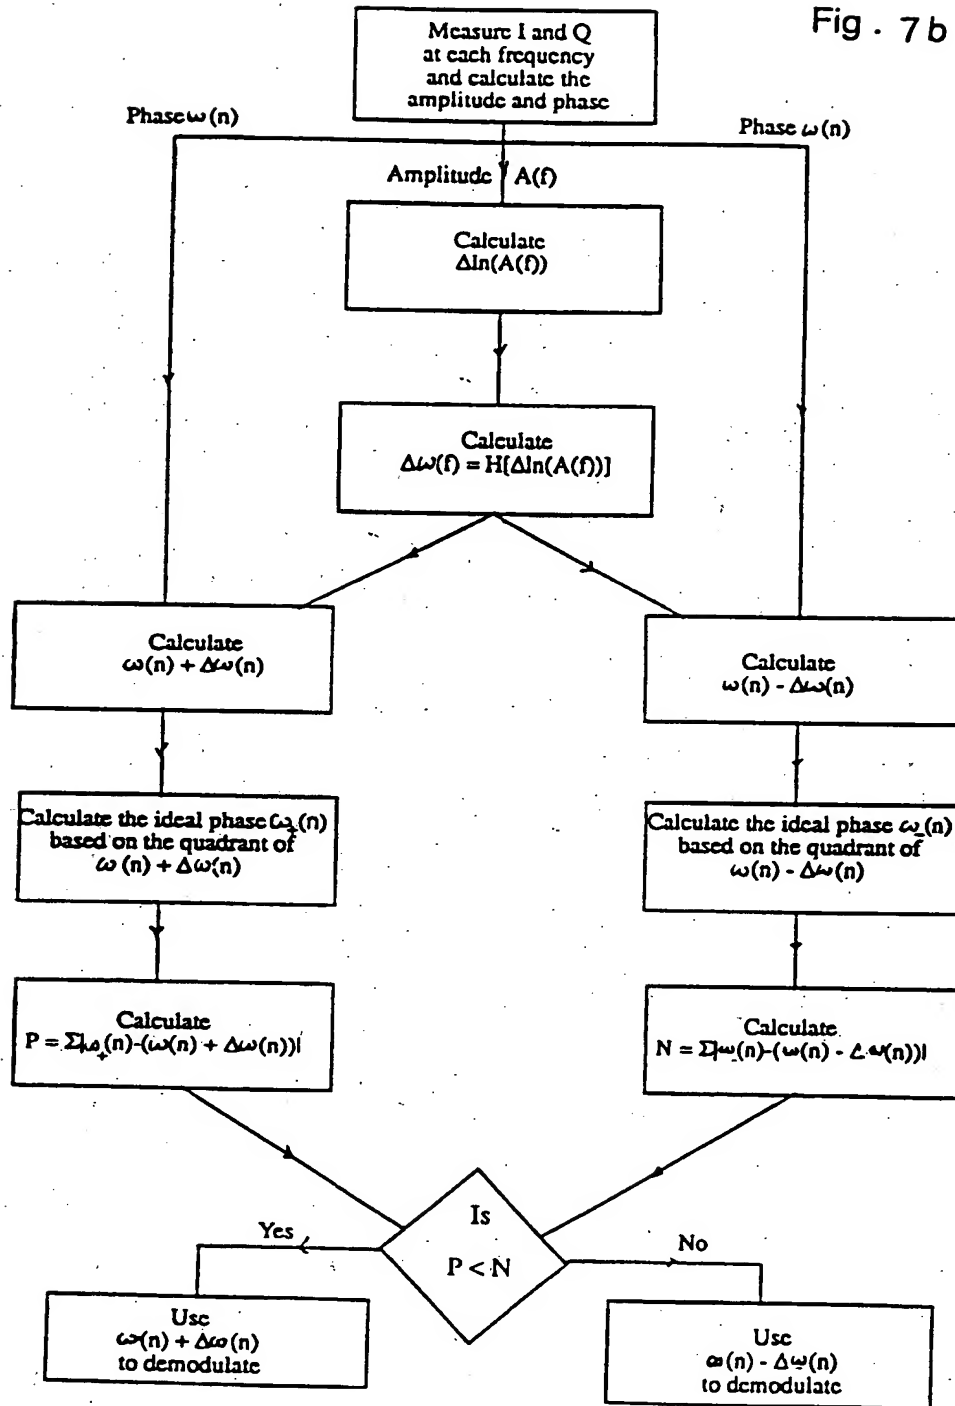 Fig. 7b
Measure I and Q
at each frequency
and calculate the
amplitude and phase
Phase ω(n)
Phase ω(n)
Amplitude A(f)
Calculate
Δln(A(f))
Calculate
Δω(f) = H[Δln(A(f))]
Calculate
ω(n) + Δω(n)
Calculate
ω(n) - Δω(n)
Calculate the ideal phase ω₊(n)
based on the quadrant of
ω(n) + Δω(n)
Calculate the ideal phase ω₋(n)
based on the quadrant of
ω(n) - Δω(n)
Calculate
P = Σ|ω₊(n)-(ω(n) + Δω(n))|
Calculate
N = Σ|ω₋(n)-(ω(n) - Δω(n))|
Is
P < N
Yes
No
Use
ω(n) + Δω(n)
to demodulate
Use
ω(n) - Δω(n)
to demodulate